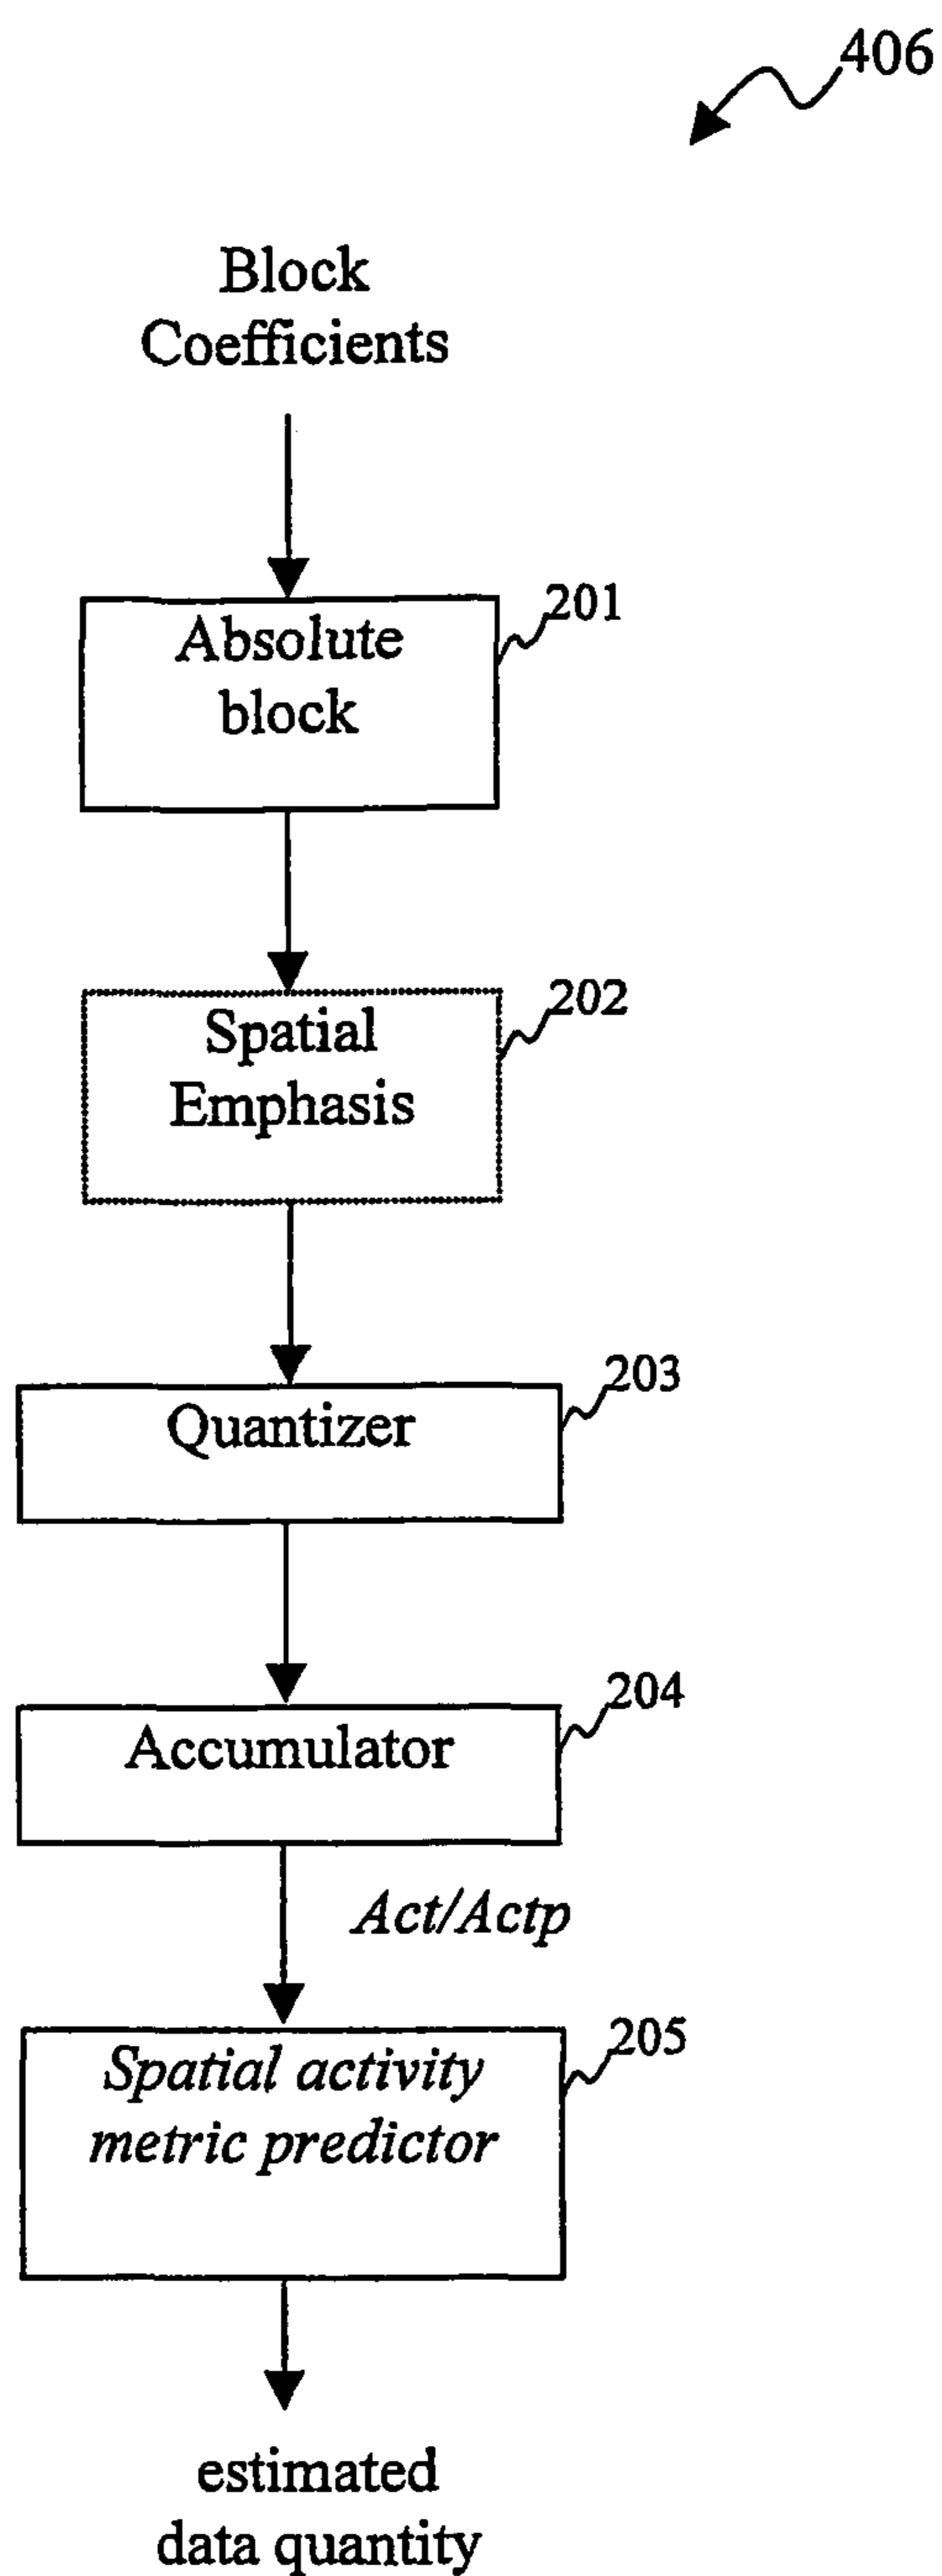 406
Block
Coefficients
201
Absolute
block
202
Spatial
Emphasis
203
Quantizer
204
Accumulator
Act/Actp
205
Spatial activity
metric predictor
estimated
data quantity